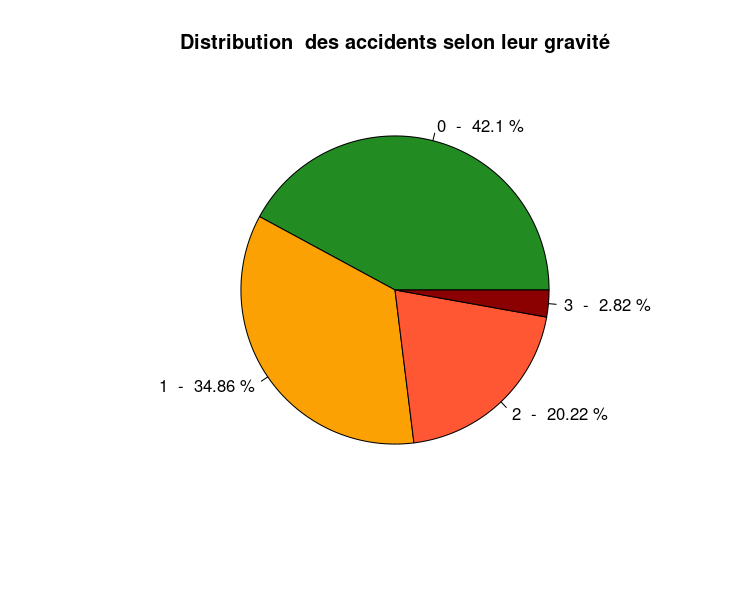 Distribution  des accidents selon leur gravité
0  -  42.1 %
3  -  2.82 %
1  -  34.86 %
2  -  20.22 %